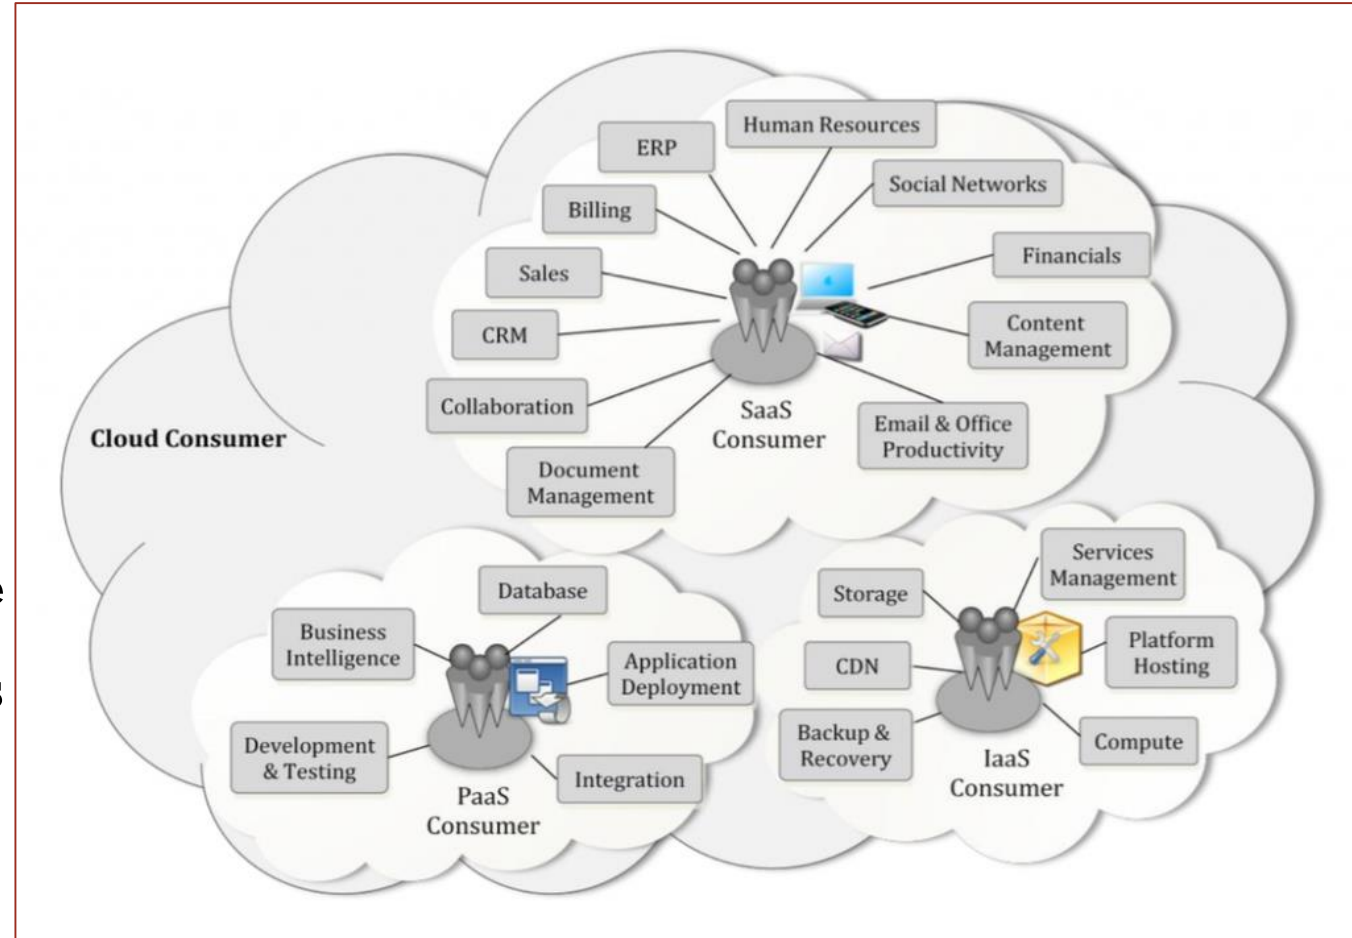 Human Resources
ERP
Social Networks
Billing
Financials
Sales
Content
Management
CRM
Collaboration
SaaS
Consumer
Email & Office
Productivity
Document
Management
Cloud Consumer
Database
Business
Intelligence
Application
Deployment
Development
& Testing
Integration
PaaS
Consumer
Services
Management
Storage
Platform
Hosting
CDN
Backup &
Recovery
Compute
IaaS
Consumer
e
s